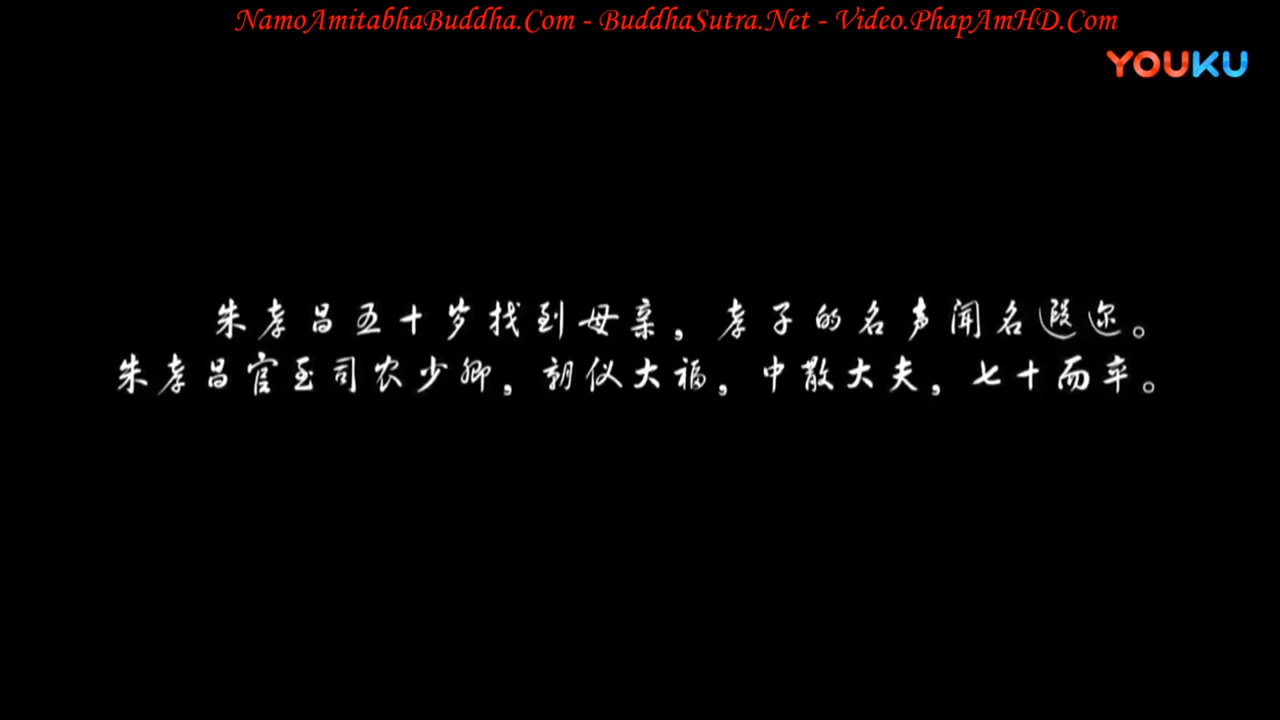 NamoAmitabhaBuddha.Com - BuddhaSutra.Net - Video.PhapAmHD.Com
YOUKU
朱孝昌五十岁找到母亲，孝子的名声闻名遐尔。
朱孝昌官至司农少卿，朝仪大福，中散大夫，七十而卒。